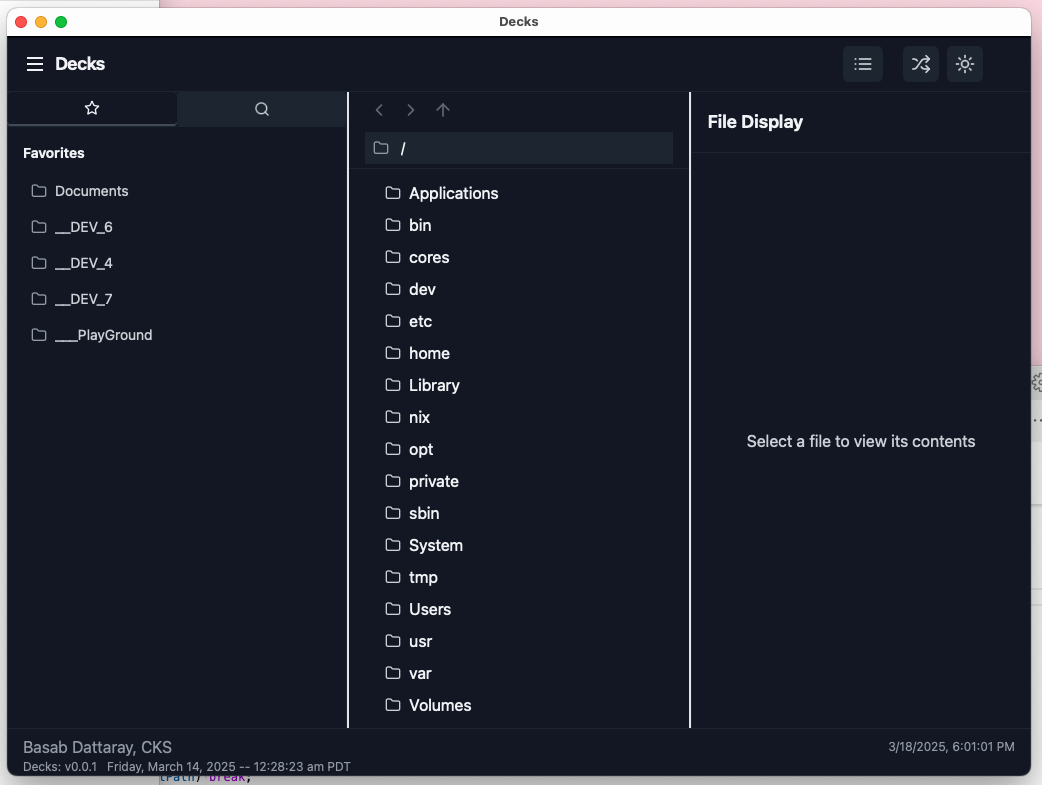 Decks
Decks
Favorites
Documents
__DEV_6
__DEV_4
__DEV_7
___PlayGround
/
Applications
bin
cores
dev
etc
home
Library
nix
opt
private
sbin
System
tmp
Users
usr
var
Volumes
File Display
Select a file to view its contents
Basab Dattaray, CKS
Decks: v0.0.1 Friday, March 14, 2025 -- 12:28:23 am PDT
3/18/2025, 6:01:01 PM
break;